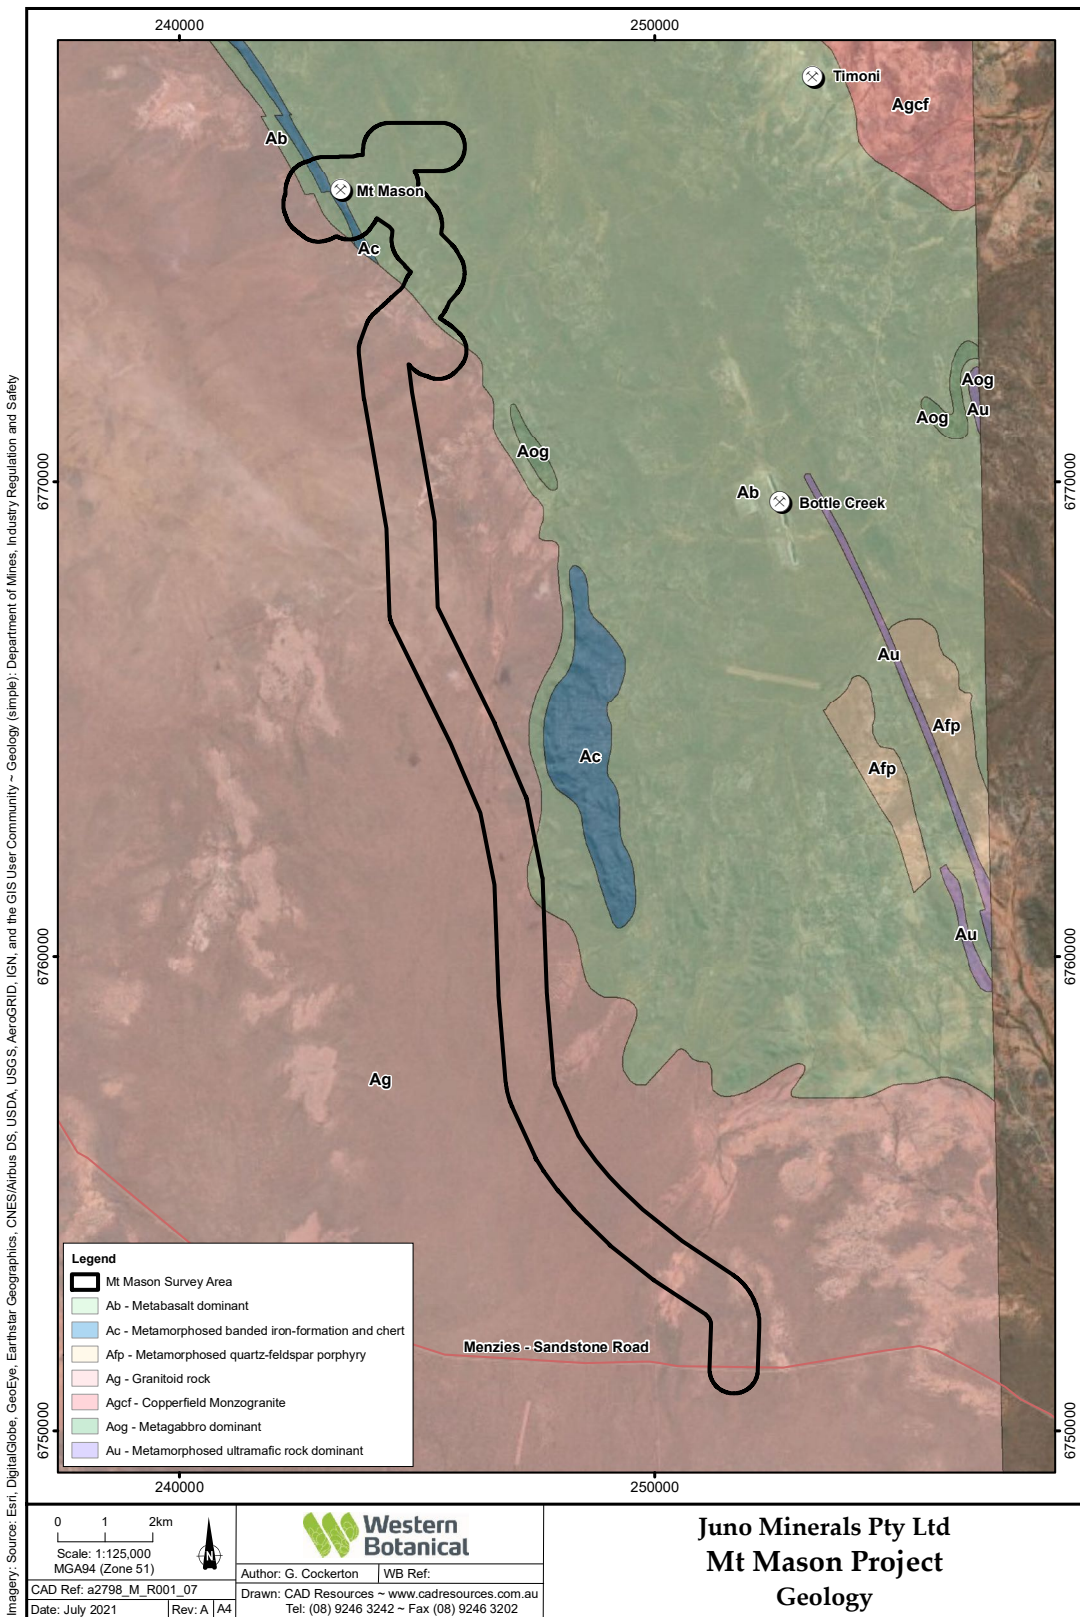 240000
250000
Timoni
Agcf
Ab
Mt Mason
Ac
Aog
Au
Aog
Aog
6770000
6770000
Ab
Bottle Creek
Au
Afp
Ac
Afp
Au
6760000
6760000
Ag
Legend
Mt Mason Survey Area
Ab - Metabasalt dominant
Ac - Metamorphosed banded iron-formation and chert
Afp - Metamorphosed quartz-feldspar porphyry
Ag - Granitoid rock
Agcf - Copperfield Monzogranite
Aog - Metagabbro dominant
Au - Metamorphosed ultramafic rock dominant
Menzies - Sandstone Road
6750000
6750000
240000
250000
Imagery: Source: Esri, DigitalGlobe, GeoEye, Earthstar Geographics, CNES/Airbus DS, USDA, USGS, AeroGRID, IGN, and the GIS User Community ~ Geology (simple): Department of Mines, Industry Regulation and Safety
0 1 2km
Scale: 1:125,000
MGA94 (Zone 51)
N
CAD Ref: a2798_M_R001_07
Date: July 2021 Rev: A A4
Western
Botanical
Author: G. Cockerton WB Ref:
Drawn: CAD Resources ~ www.cadresources.com.au
Tel: (08) 9246 3242 ~ Fax (08) 9246 3202
Juno Minerals Pty Ltd
Mt Mason Project
Geology